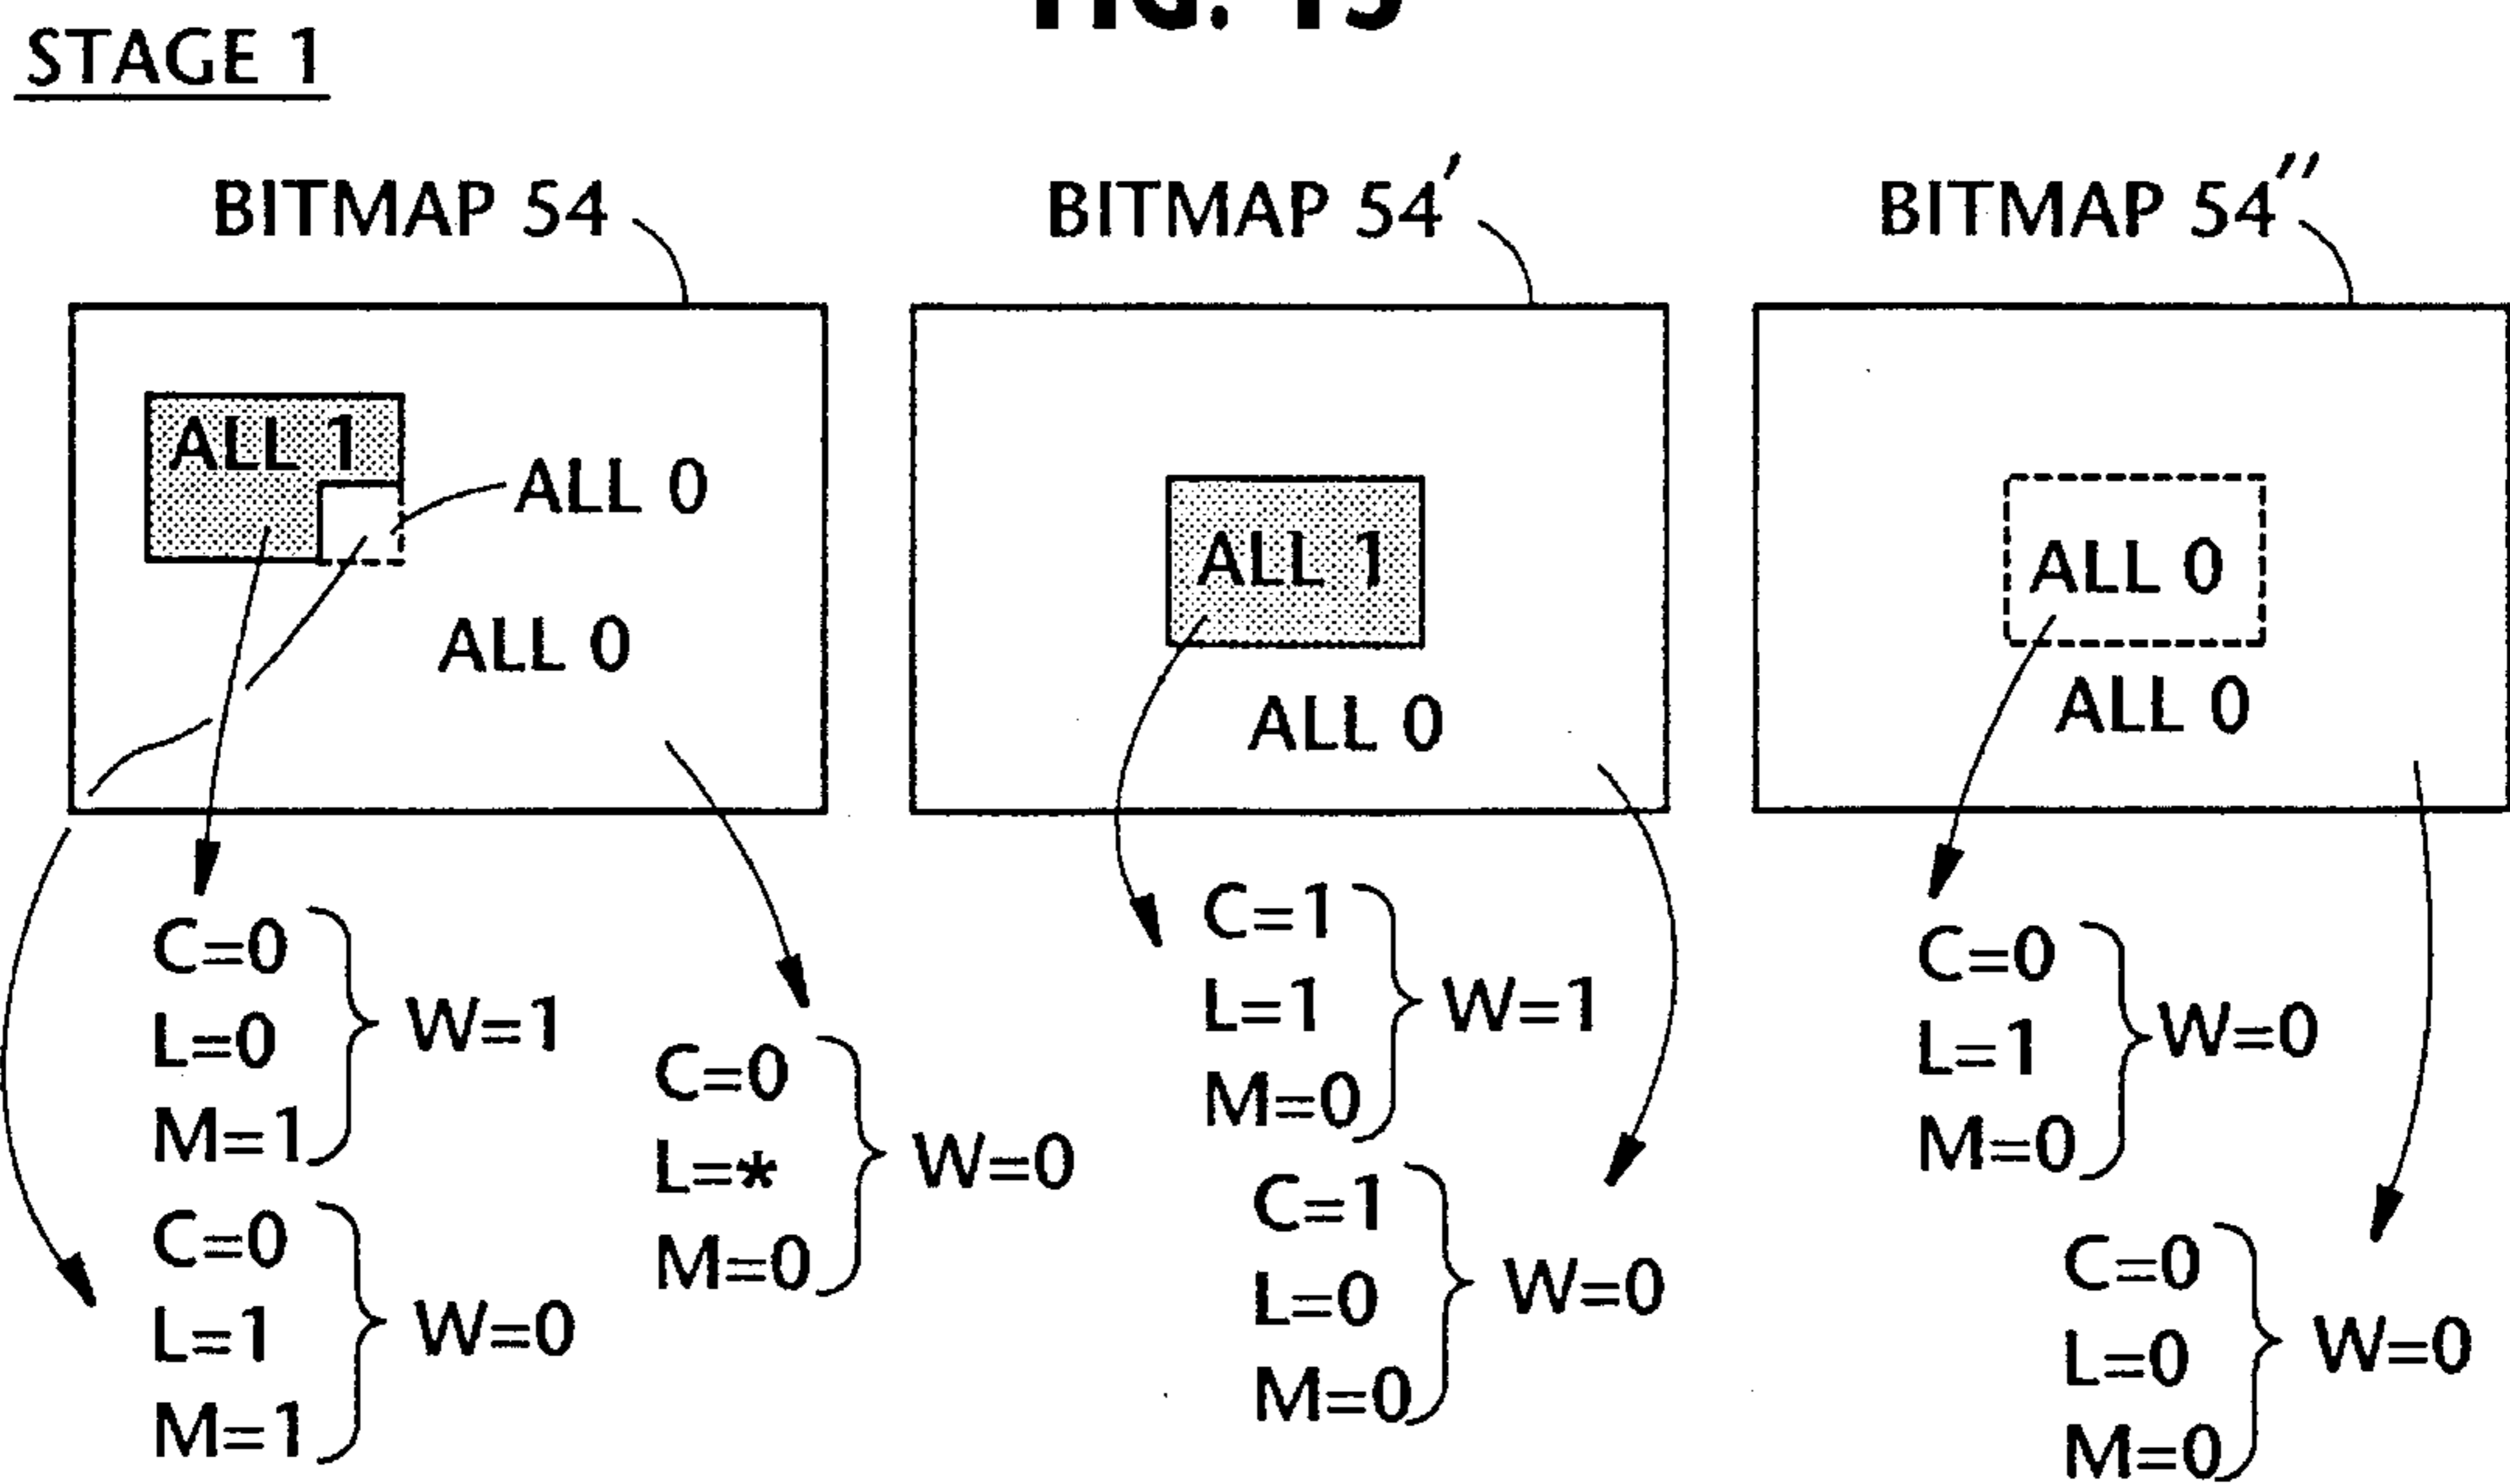 FIG. 15
STAGE 1
BITMAP 54
BITMAP 54′
BITMAP 54′′
ALL 1
ALL 0
ALL 0
ALL 1
ALL 0
ALL 0
ALL 0
C=0
L=0
M=1
W=1
C=0
L=1
M=1
W=0
C=0
L=*
M=0
W=0
C=1
L=1
M=0
W=1
C=1
L=0
M=0
W=0
C=0
L=1
M=0
W=0
C=0
L=0
M=0
W=0